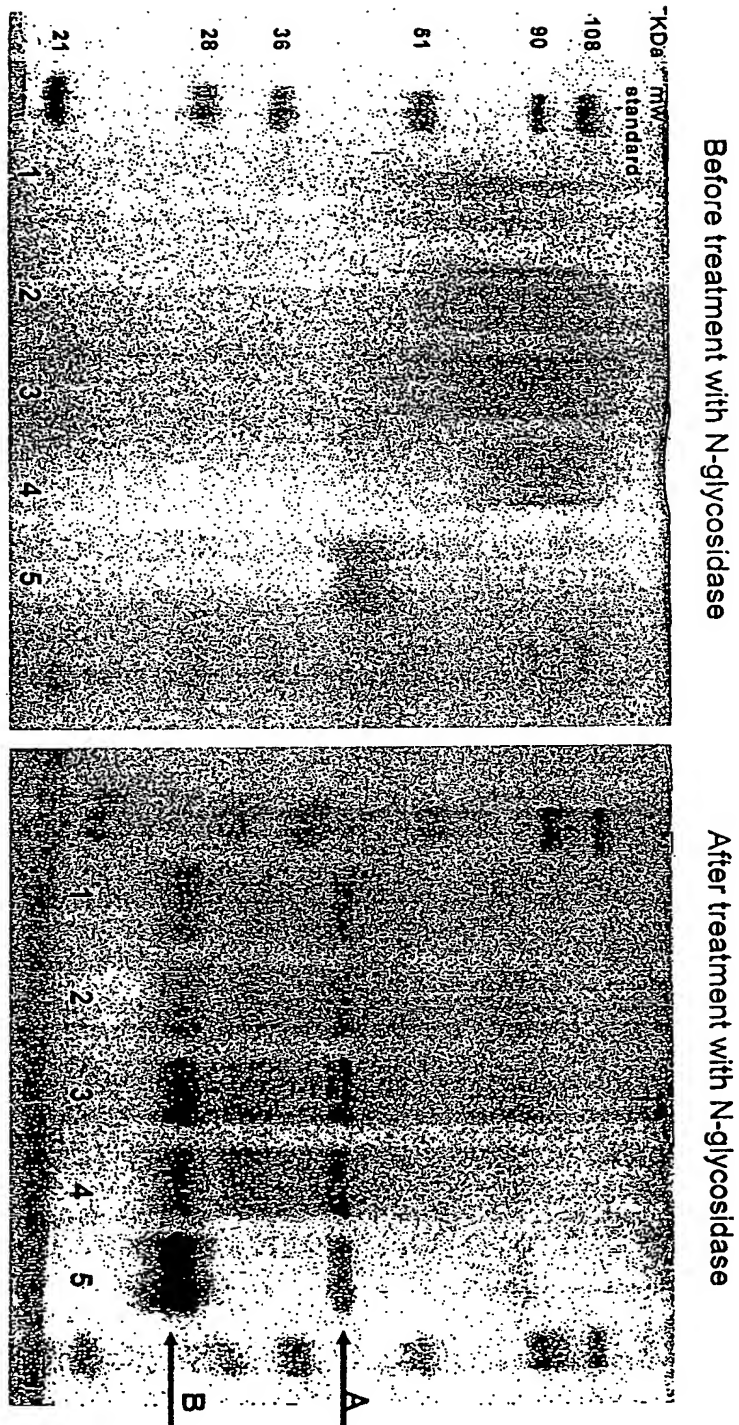 Before treatment with N-glycosidase
KDa mW
standard
108
90
51
36
28
21
1 2 3 4 5
After treatment with N-glycosidase
A
B
1 2 3 4 5